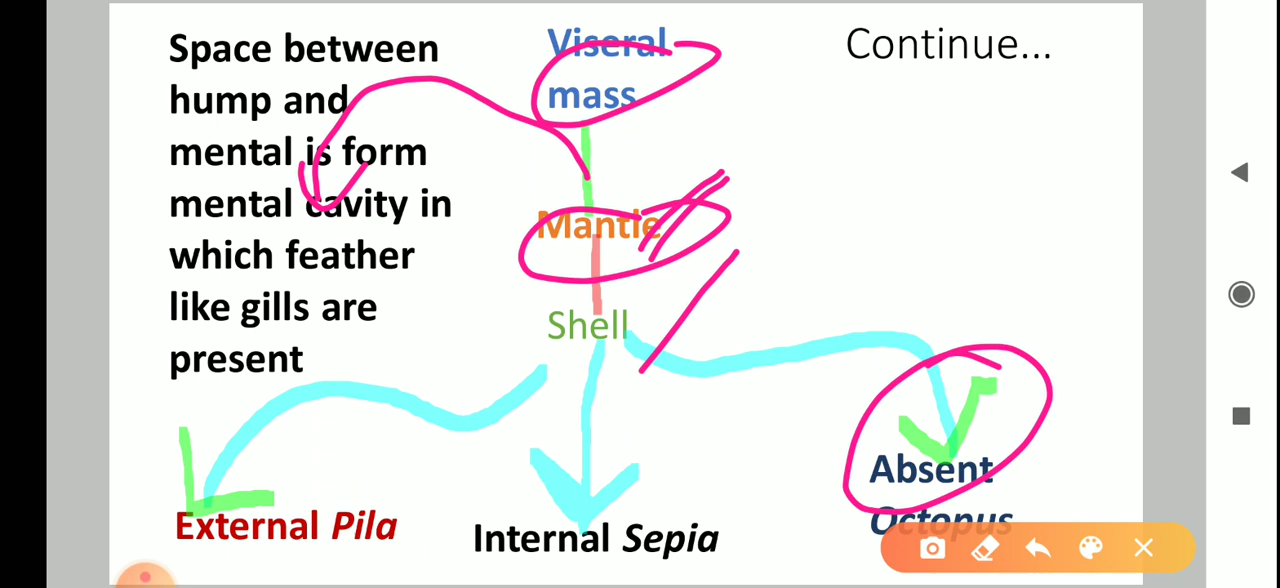 Space between
hump and
mental is form
mental cavity in
which feather
like gills are
present
Viseral
mass
Continue...
Mantle
Shell
External Pila
Internal Sepia
Absent
Octopus